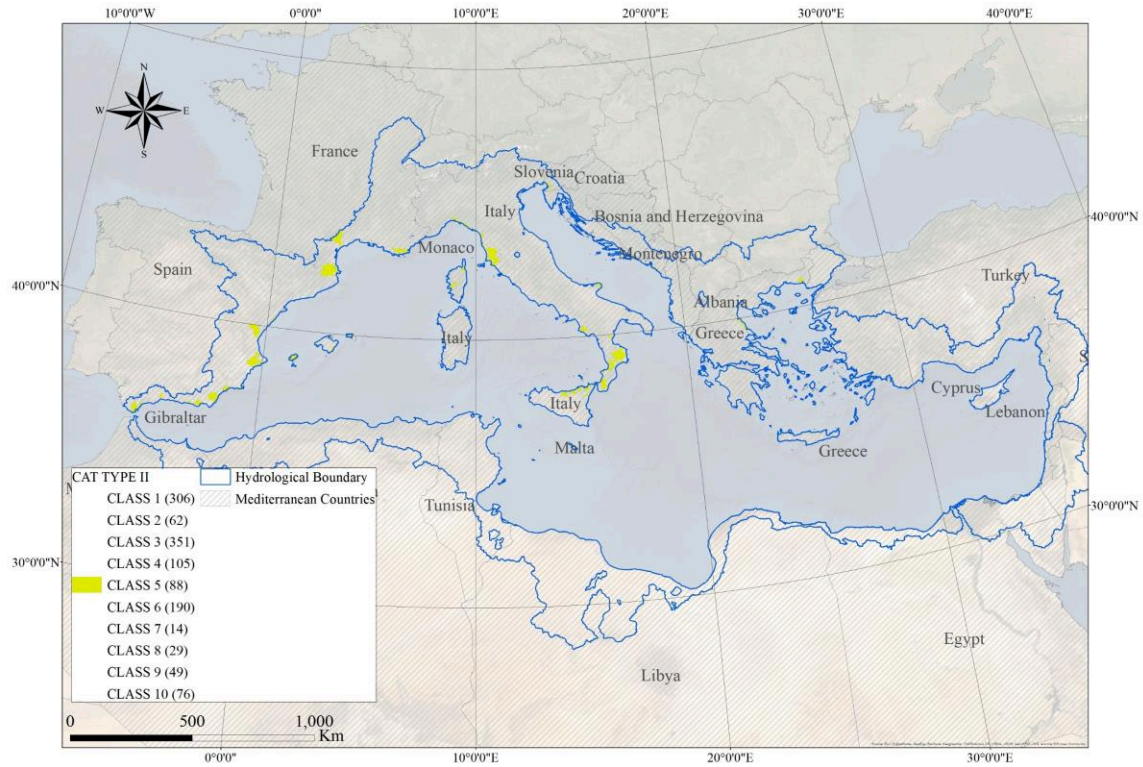 10°0'0"W 0°0'0" 10°0'0"E 20°0'0"E 30°0'0"E 40°0'0"E
N
W E
S
France
Slovenia Croatia
Italy
Bosnia and Herzegovina
40°0'0"N
Monaco
Montenegro
Spain
Turkey
40°0'0"N
Albania
Greece
Italy
Cyprus
Italy
Lebanon
Gibraltar
Malta
Greece
CAT TYPE II Hydrological Boundary
CLASS 1 (306) Mediterranean Countries
Tunisia
30°0'0"N
CLASS 2 (62)
CLASS 3 (351)
CLASS 4 (105)
30°0'0"N
CLASS 5 (88)
CLASS 6 (190)
CLASS 7 (14)
CLASS 8 (29)
CLASS 9 (49)
CLASS 10 (76)
Egypt
Libya
0 500 1,000
Km
0°0'0" 10°0'0"E 20°0'0"E 30°0'0"E